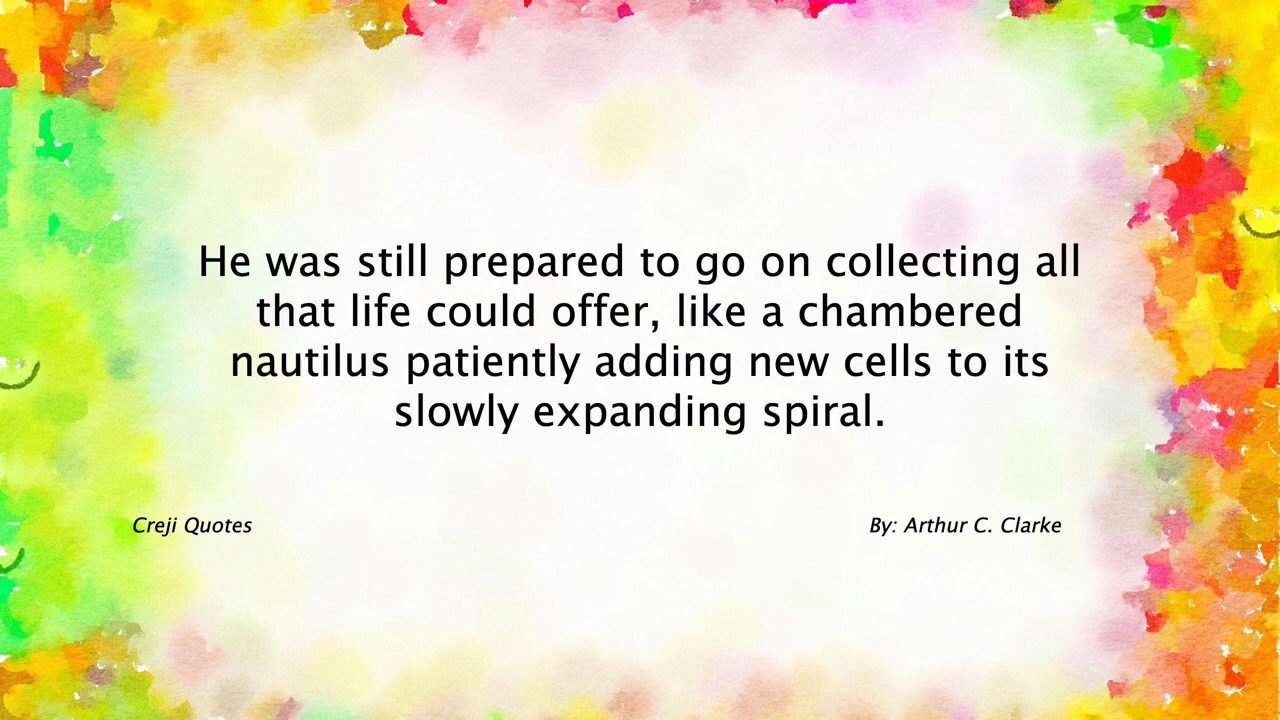 He was still prepared to go on collecting all
that life could offer, like a chambered
nautilus patiently adding new cells to its
slowly expanding spiral.
Creji Quotes
By: Arthur C. Clarke